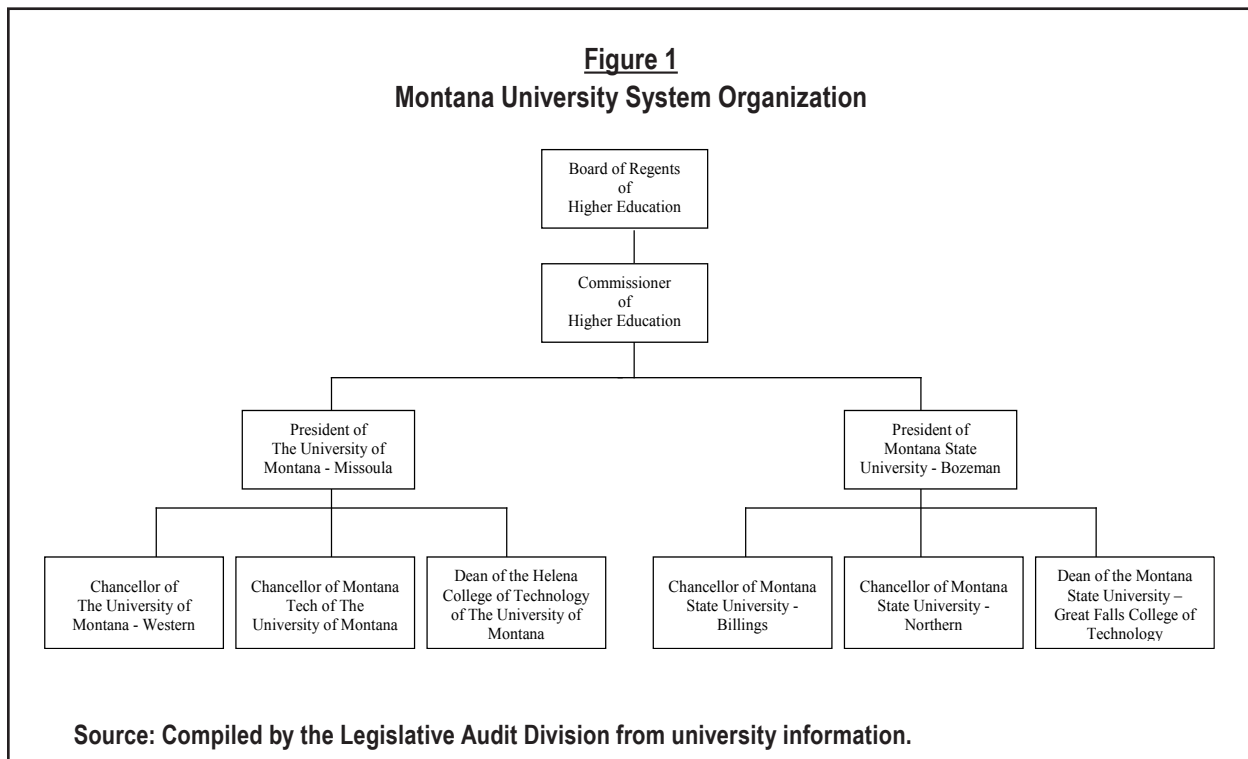 Figure 1
Montana University System Organization
Board of Regents
of
Higher Education
Commissioner
of
Higher Education
President of
The University of
Montana - Missoula
President of
Montana State
University - Bozeman
Chancellor of
The University of
Montana - Western
Chancellor of Montana
Tech of The
University of Montana
Dean of the Helena
College of Technology
of The University of
Montana
Chancellor of Montana
State University -
Billings
Chancellor of Montana
State University -
Northern
Dean of the Montana
State University –
Great Falls College of
Technology
Source: Compiled by the Legislative Audit Division from university information.